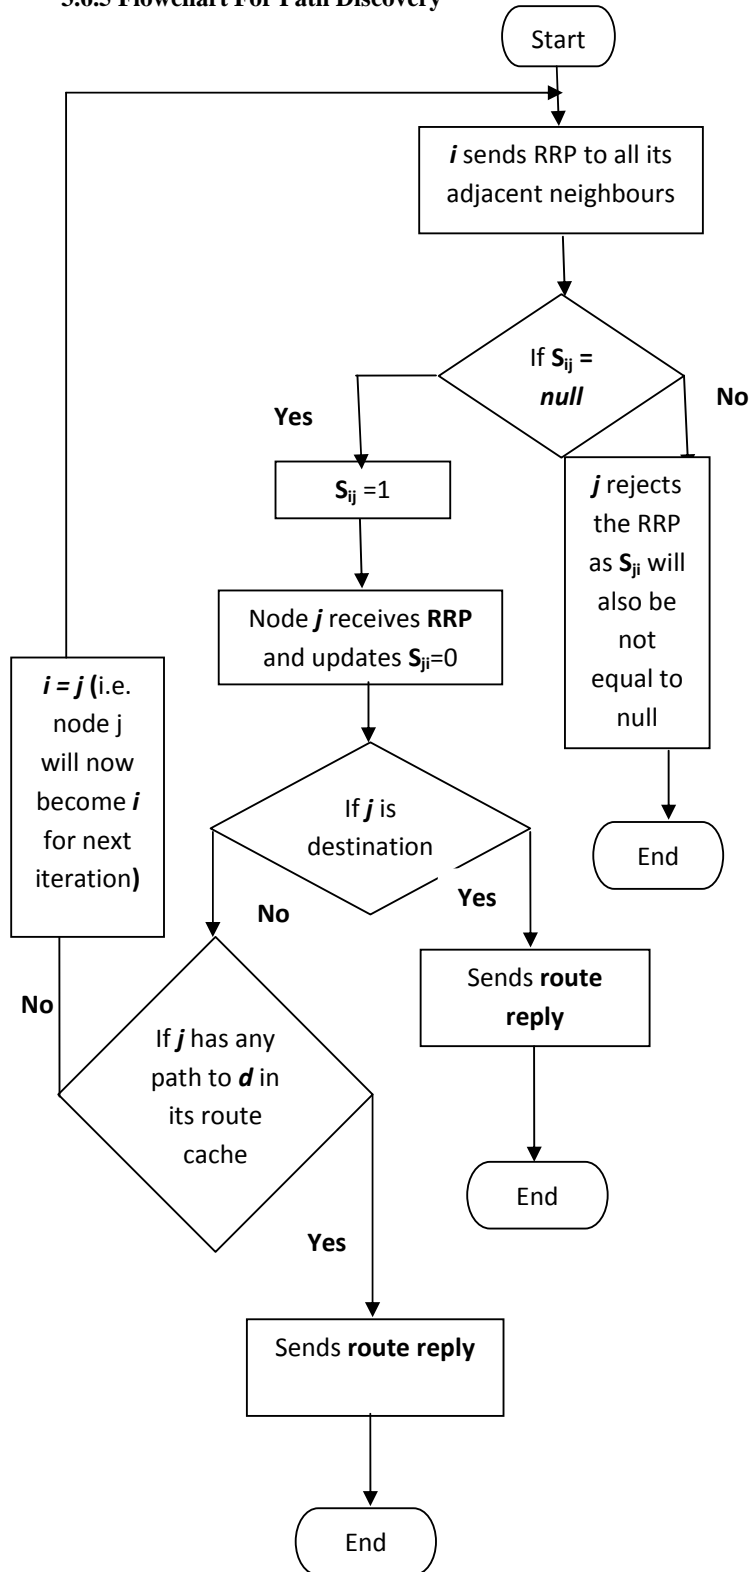 3.6.3 Flowchart For Path Discovery
Start
i sends RRP to all its
adjacent neighbours
If Sij =
null
Yes
No
Sij =1
j rejects
the RRP
as Sji will
also be
not
equal to
null
Node j receives RRP
and updates Sji=0
i = j (i.e.
node j
will now
become i
for next
iteration)
If j is
destination
End
No
Yes
Sends route
reply
No
If j has any
path to d in
its route
cache
End
Yes
Sends route reply
End